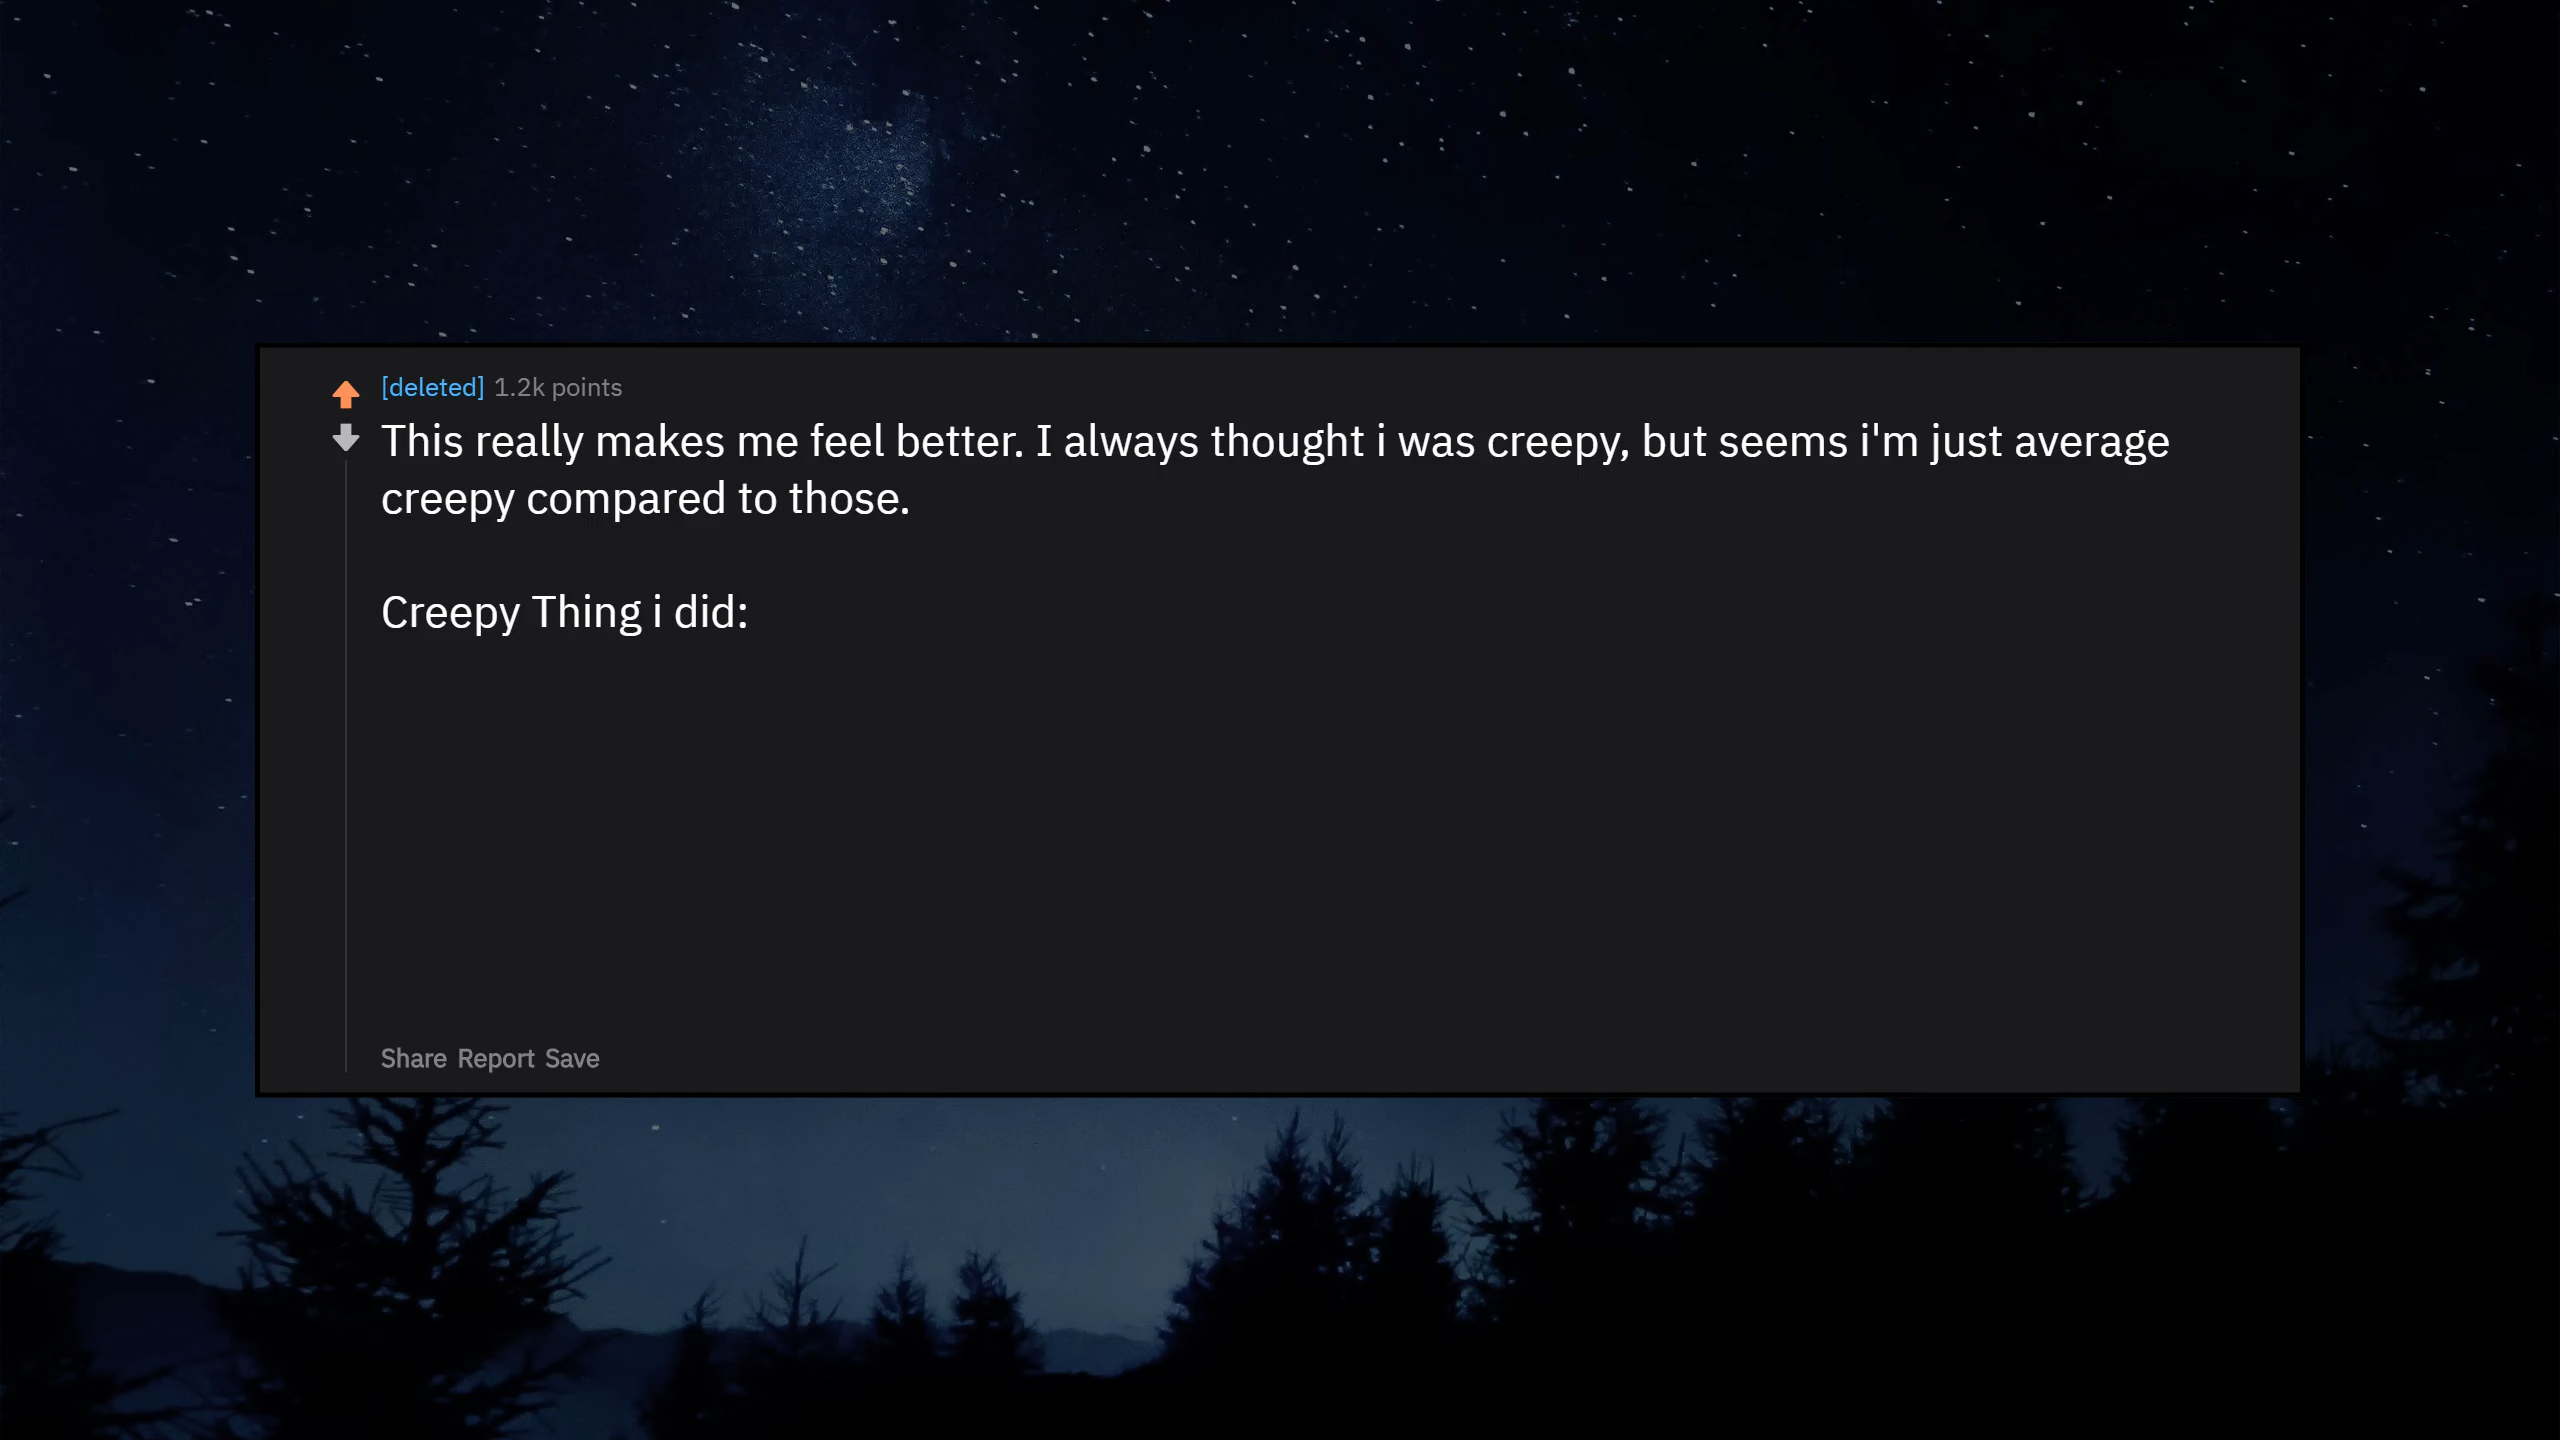 [deleted] 1.2k points
This really makes me feel better. I always thought i was creepy, but seems i'm just average
creepy compared to those.
Creepy Thing i did:
Share Report Save